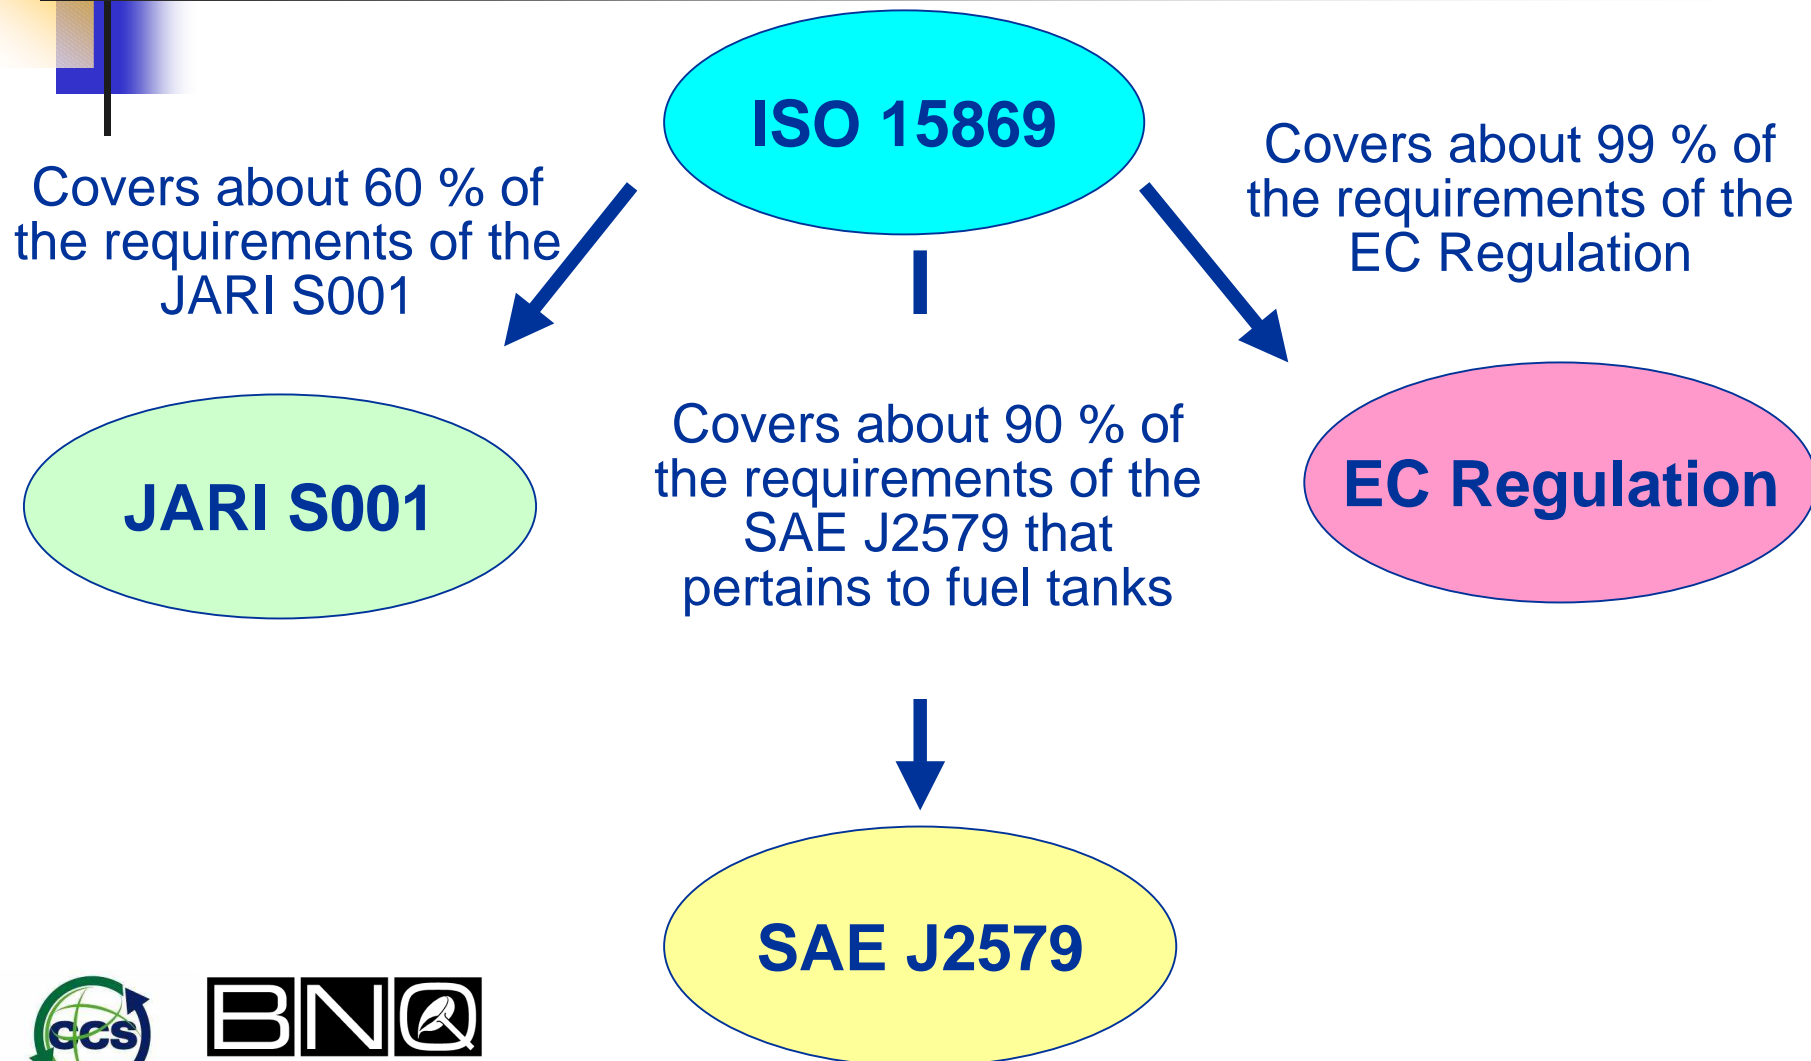 ISO 15869
Covers about 60 % of
the requirements of the
JARI S001
Covers about 99 % of
the requirements of the
EC Regulation
JARI S001
Covers about 90 % of
the requirements of the
SAE J2579 that
pertains to fuel tanks
EC Regulation
SAE J2579
ccs
BNQ